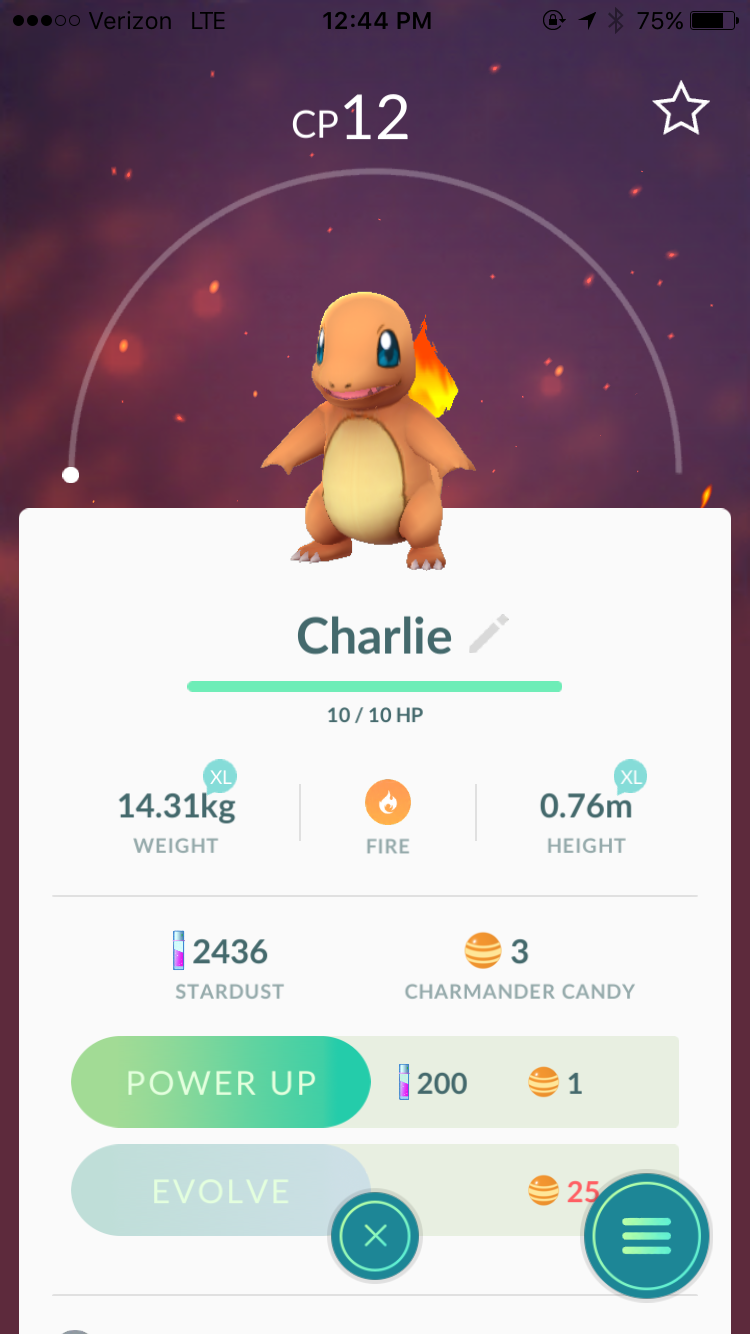 Verizon LTE 12:44 PM 75%
CP12
Charlie
10 / 10 HP
XL XL
14.31kg 0.76m
WEIGHT FIRE HEIGHT
2436 3
STARDUST CHARMANDER CANDY
POWER UP 200 1
EVOLVE 25